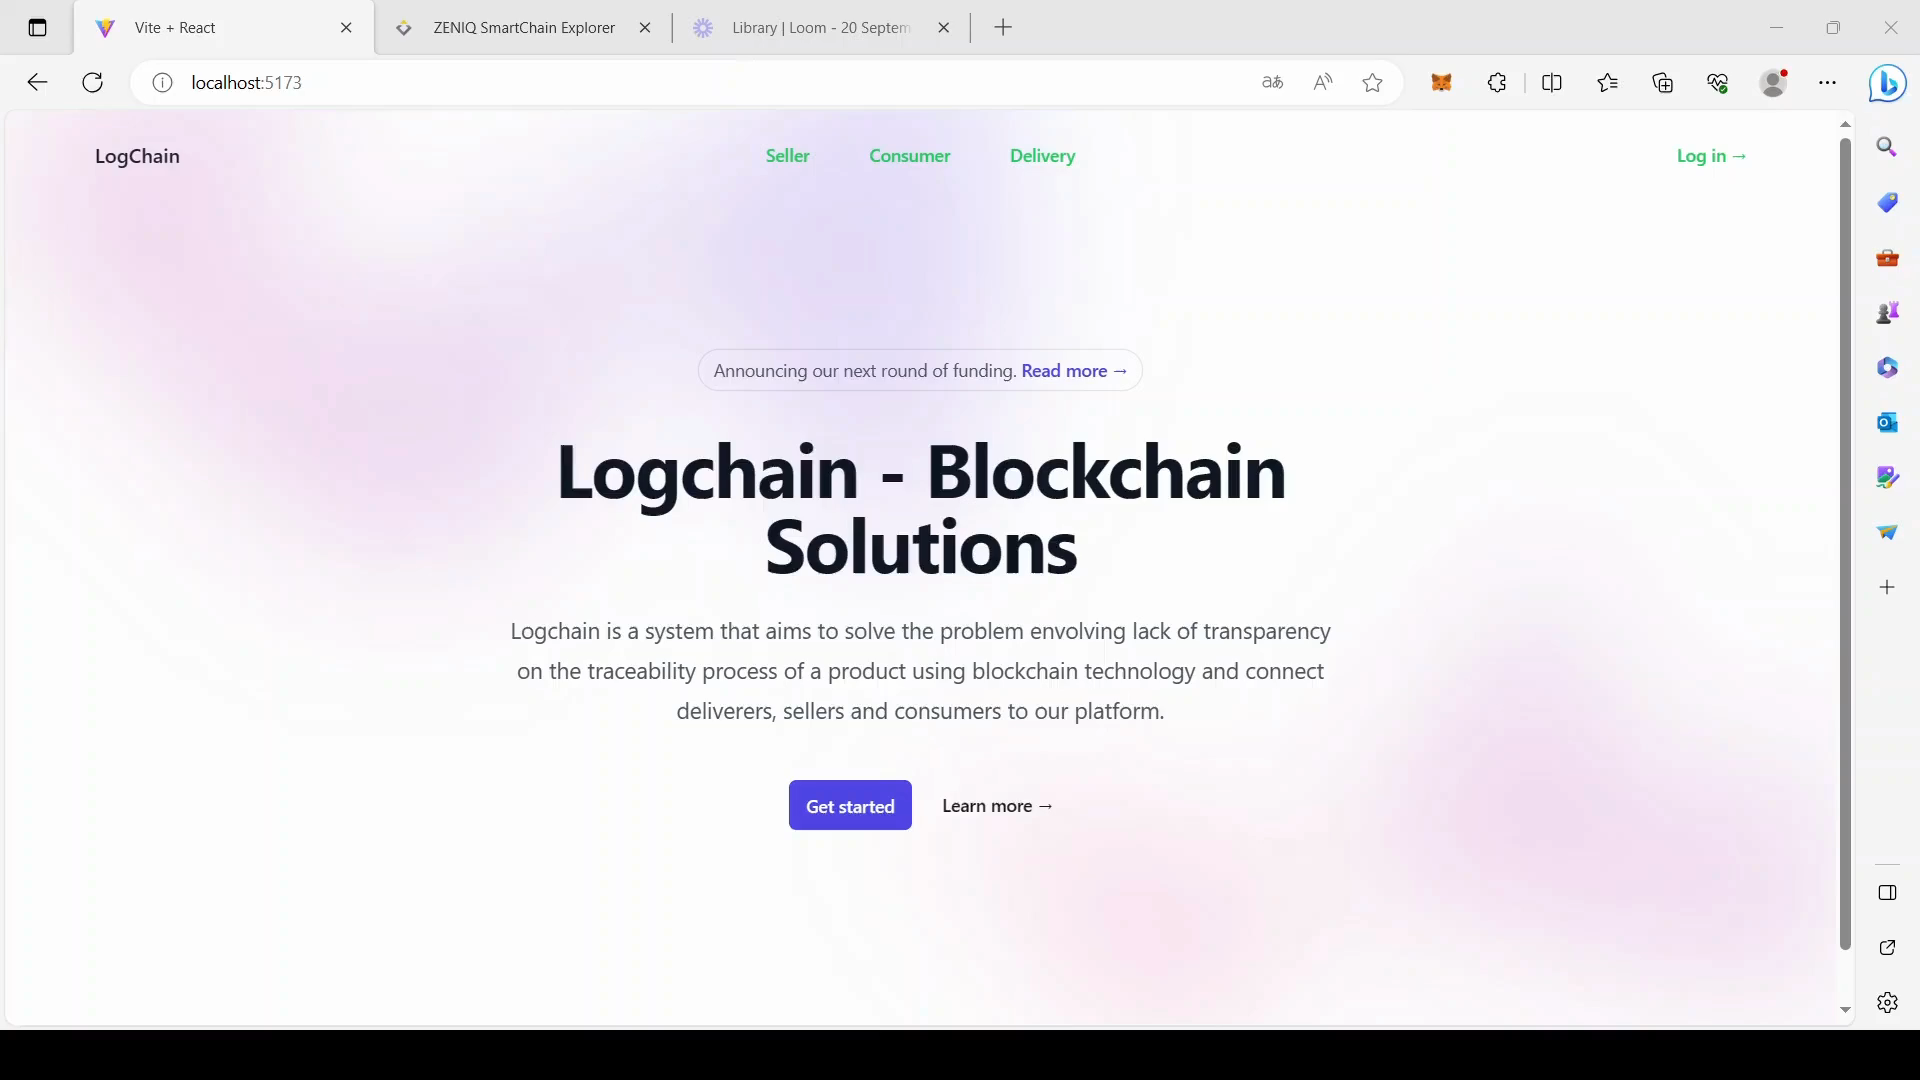 Vite + React
ZENIQ SmartChain Explorer
Library | Loom - 20 Septem
localhost:5173
LogChain
Seller
Consumer
Delivery
Log in →
Announcing our next round of funding. Read more →
Logchain - Blockchain
Solutions
Logchain is a system that aims to solve the problem envolving lack of transparency
on the traceability process of a product using blockchain technology and connect
deliverers, sellers and consumers to our platform.
Get started
Learn more →